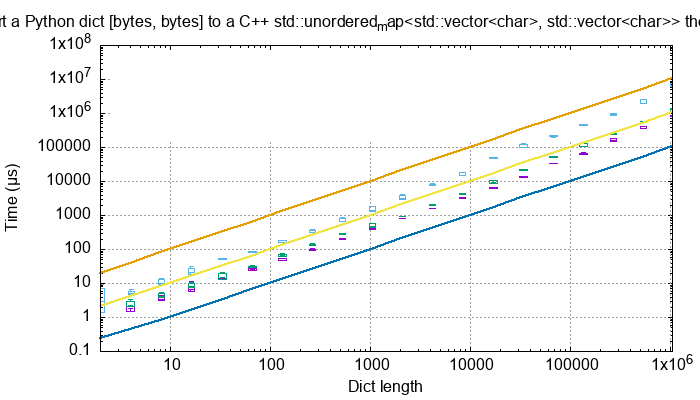 rt a Python dict [bytes, bytes] to a C++ std::unordered_map<std::vector<char>, std::vector<char>> the
1x10^8
1x10^7
1x10^6
100000
10000
1000
100
10
1
0.1
Time (μs)
10 100 1000 10000 100000 1x10^6
Dict length